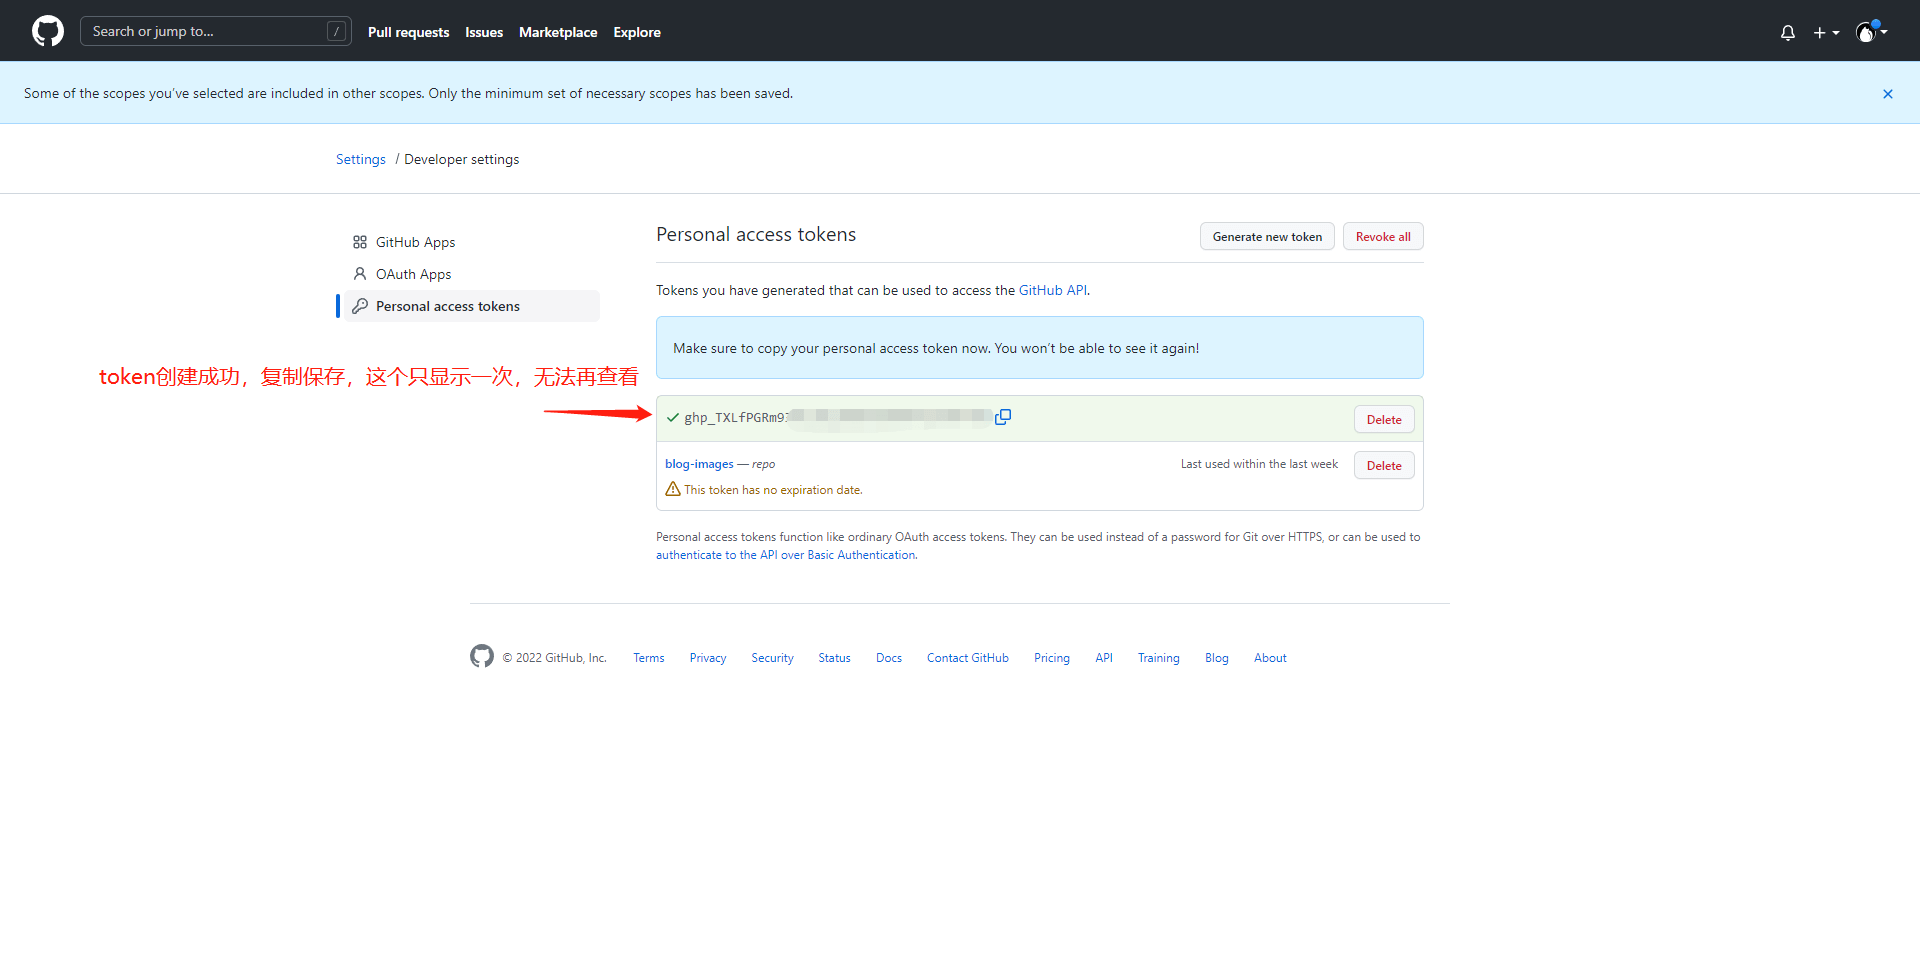 Search or jump to... /
Pull requests Issues Marketplace Explore
Some of the scopes you’ve selected are included in other scopes. Only the minimum set of necessary scopes has been saved.
Settings / Developer settings
GitHub Apps
OAuth Apps
Personal access tokens
Personal access tokens
Generate new token
Revoke all
Tokens you have generated that can be used to access the GitHub API.
Make sure to copy your personal access token now. You won’t be able to see it again!
token创建成功，复制保存，这个只显示一次，无法再查看
ghp_TXLfPGRm9
Delete
blog-images — repo
Last used within the last week
Delete
This token has no expiration date.
Personal access tokens function like ordinary OAuth access tokens. They can be used instead of a password for Git over HTTPS, or can be used to
authenticate to the API over Basic Authentication.
© 2022 GitHub, Inc. Terms Privacy Security Status Docs Contact GitHub Pricing API Training Blog About